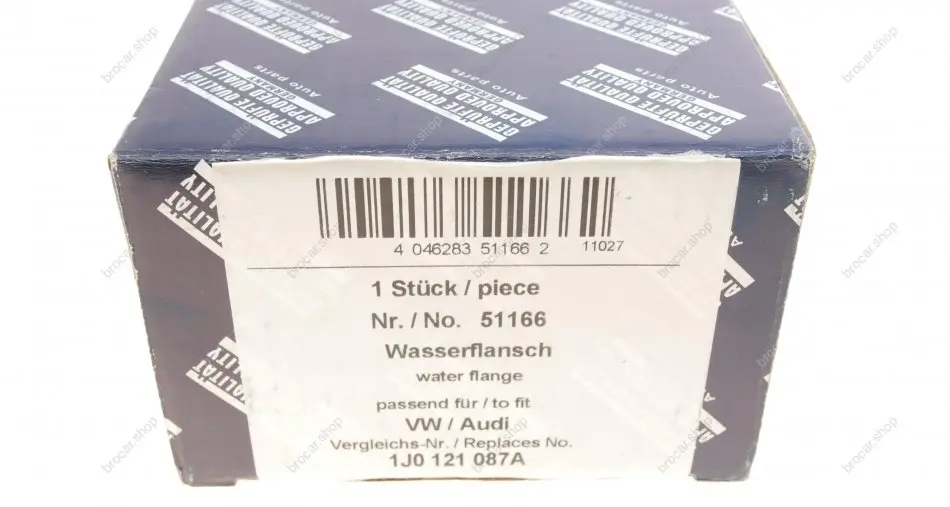 GEPRÜFTE QUALITÄT
APPROVED QUALITY
GERMANY
Auto parts
4 046283 51166 2 11027
1 Stück / piece
Nr. / No. 51166
Wasserflansch
water flange
passend für / to fit
VW / Audi
Vergleichs-Nr. / Replaces No.
1J0 121 087A
brocar.shop